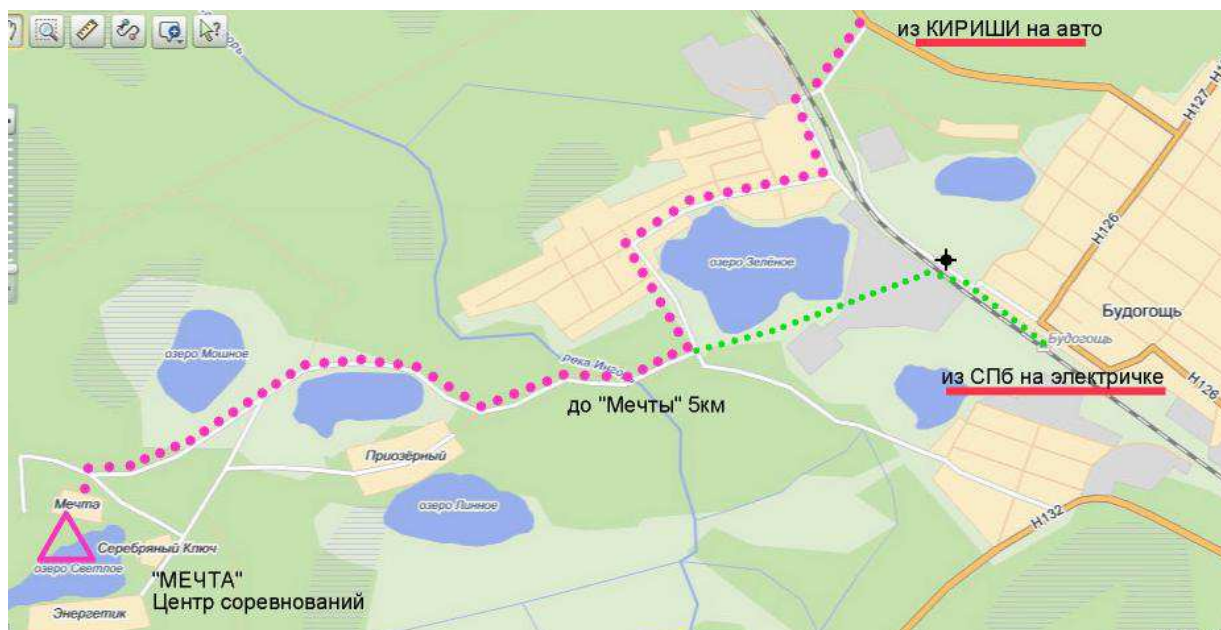 из КИРИШИ на авто
Н127
Н126
озеро Зелёное
Будогощь
Будогощь
озеро Мошное
река Инго
из СПб на электричке
Н126
до "Мечты" 5км
Приозёрный
озеро Линное
Н132
Мечта
Серебряный Ключ
озеро Светлое
"МЕЧТА"
Центр соревнований
Энергетик